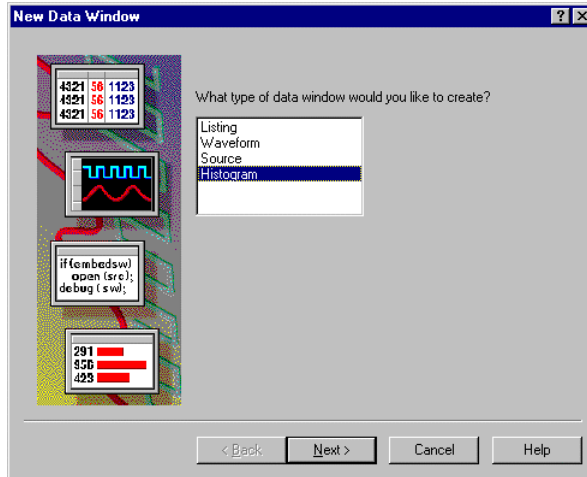 New Data Window
4321 56 1123
4321 56 1123
4321 56 1123
if(embedsw)
open (src);
debug ( sw);
291
956
423
What type of data window would you like to create?
Listing
Waveform
Source
Histogram
< Back
Next >
Cancel
Help